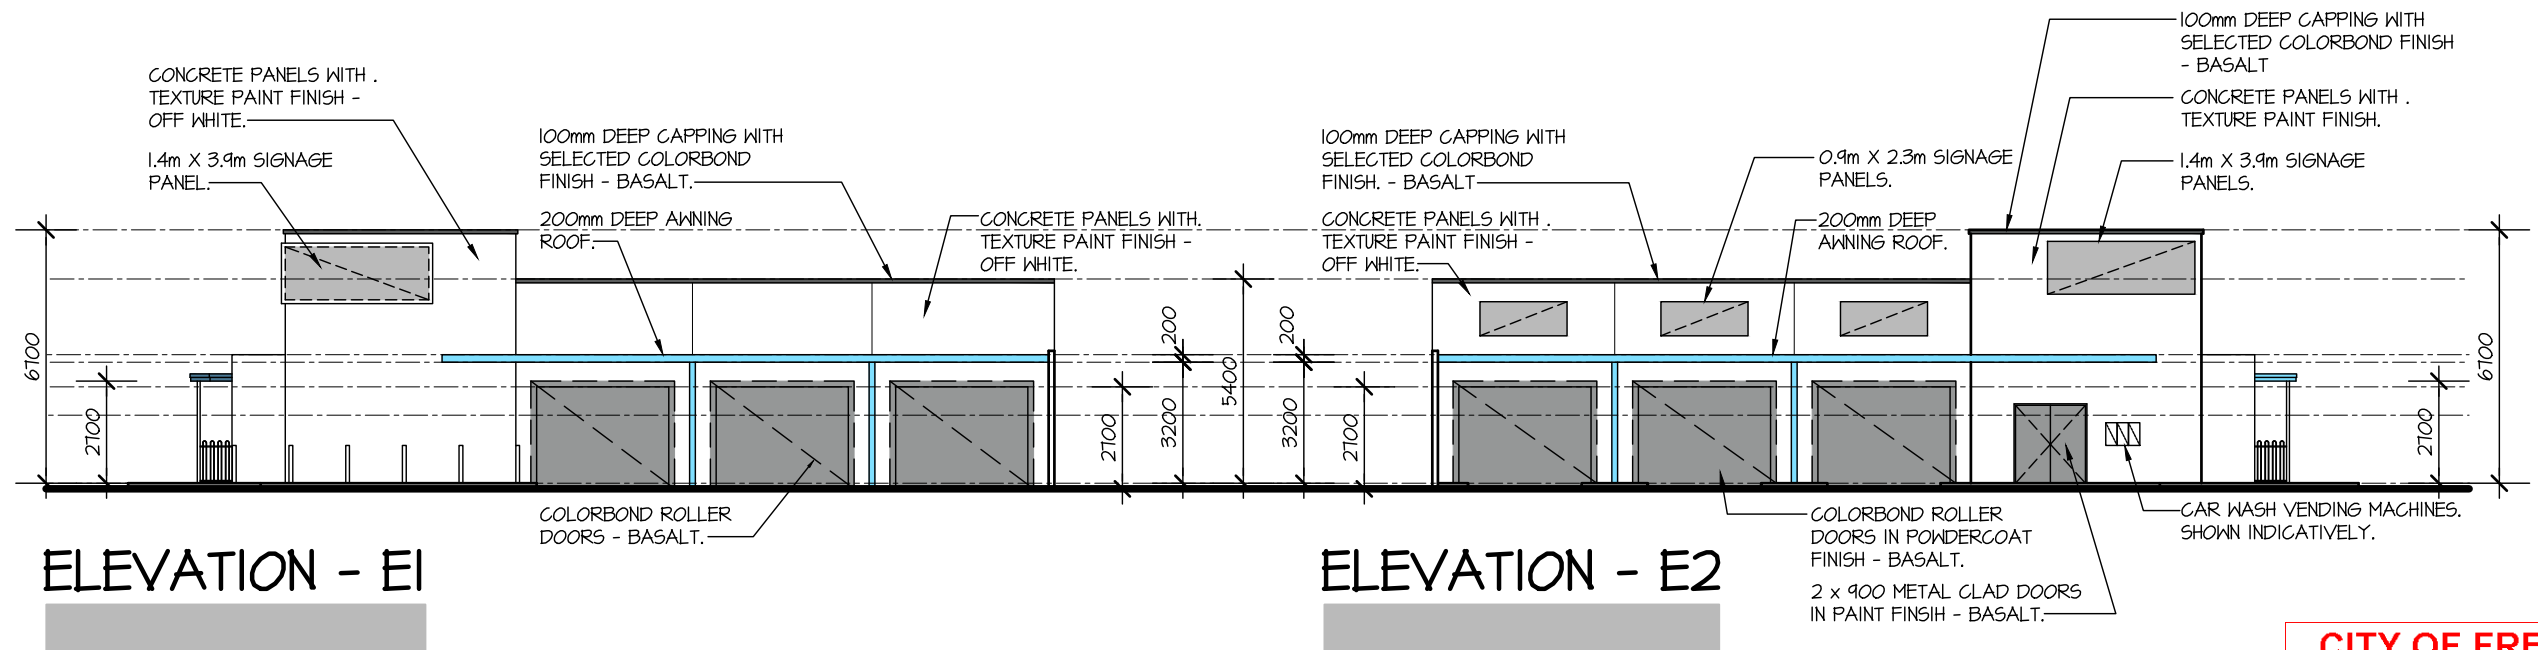 CONCRETE PANELS WITH .
TEXTURE PAINT FINISH -
OFF WHITE.
1.4m X 3.9m SIGNAGE
PANEL.
100mm DEEP CAPPING WITH
SELECTED COLORBOND
FINISH - BASALT.
200mm DEEP AWNING
ROOF.
CONCRETE PANELS WITH.
TEXTURE PAINT FINISH -
OFF WHITE.
6700
2700
2700
200
3200
5400
COLORBOND ROLLER
DOORS - BASALT.
ELEVATION - E1
100mm DEEP CAPPING WITH
SELECTED COLORBOND
FINISH. - BASALT
CONCRETE PANELS WITH .
TEXTURE PAINT FINISH -
OFF WHITE.
0.9m X 2.3m SIGNAGE
PANELS.
200mm DEEP
AWNING ROOF.
100mm DEEP CAPPING WITH
SELECTED COLORBOND FINISH
- BASALT
CONCRETE PANELS WITH .
TEXTURE PAINT FINISH.
1.4m X 3.9m SIGNAGE
PANELS.
200
3200
2700
6700
2700
COLORBOND ROLLER
DOORS IN POWDERCOAT
FINISH - BASALT.
2 x 900 METAL CLAD DOORS
IN PAINT FINSIH - BASALT.
CAR WASH VENDING MACHINES.
SHOWN INDICATIVELY.
ELEVATION - E2
CITY OF FRE